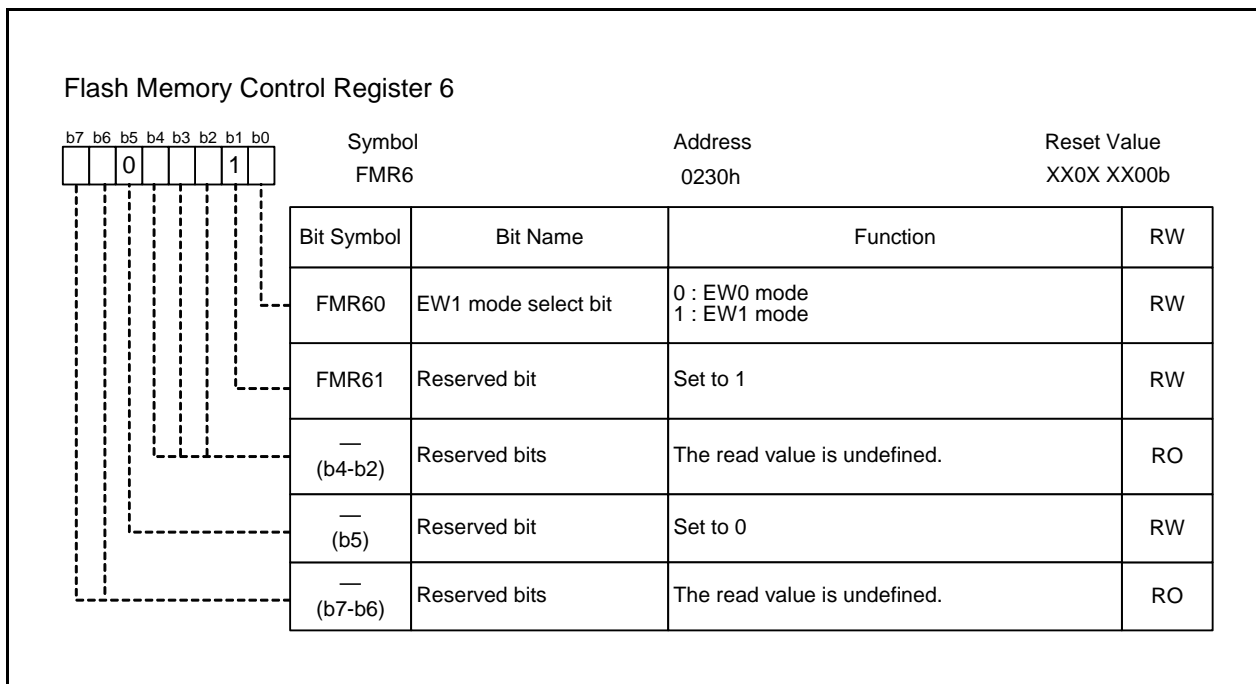 Flash Memory Control Register 6
b7 b6 b5 b4 b3 b2 b1 b0
Symbol Address Reset Value
0 1
FMR6 0230h XX0X XX00b
Bit Symbol Bit Name Function RW
FMR60 EW1 mode select bit 0 : EW0 mode
1 : EW1 mode RW
FMR61 Reserved bit Set to 1 RW
—
(b4-b2) Reserved bits The read value is undefined. RO
—
(b5) Reserved bit Set to 0 RW
—
(b7-b6) Reserved bits The read value is undefined. RO